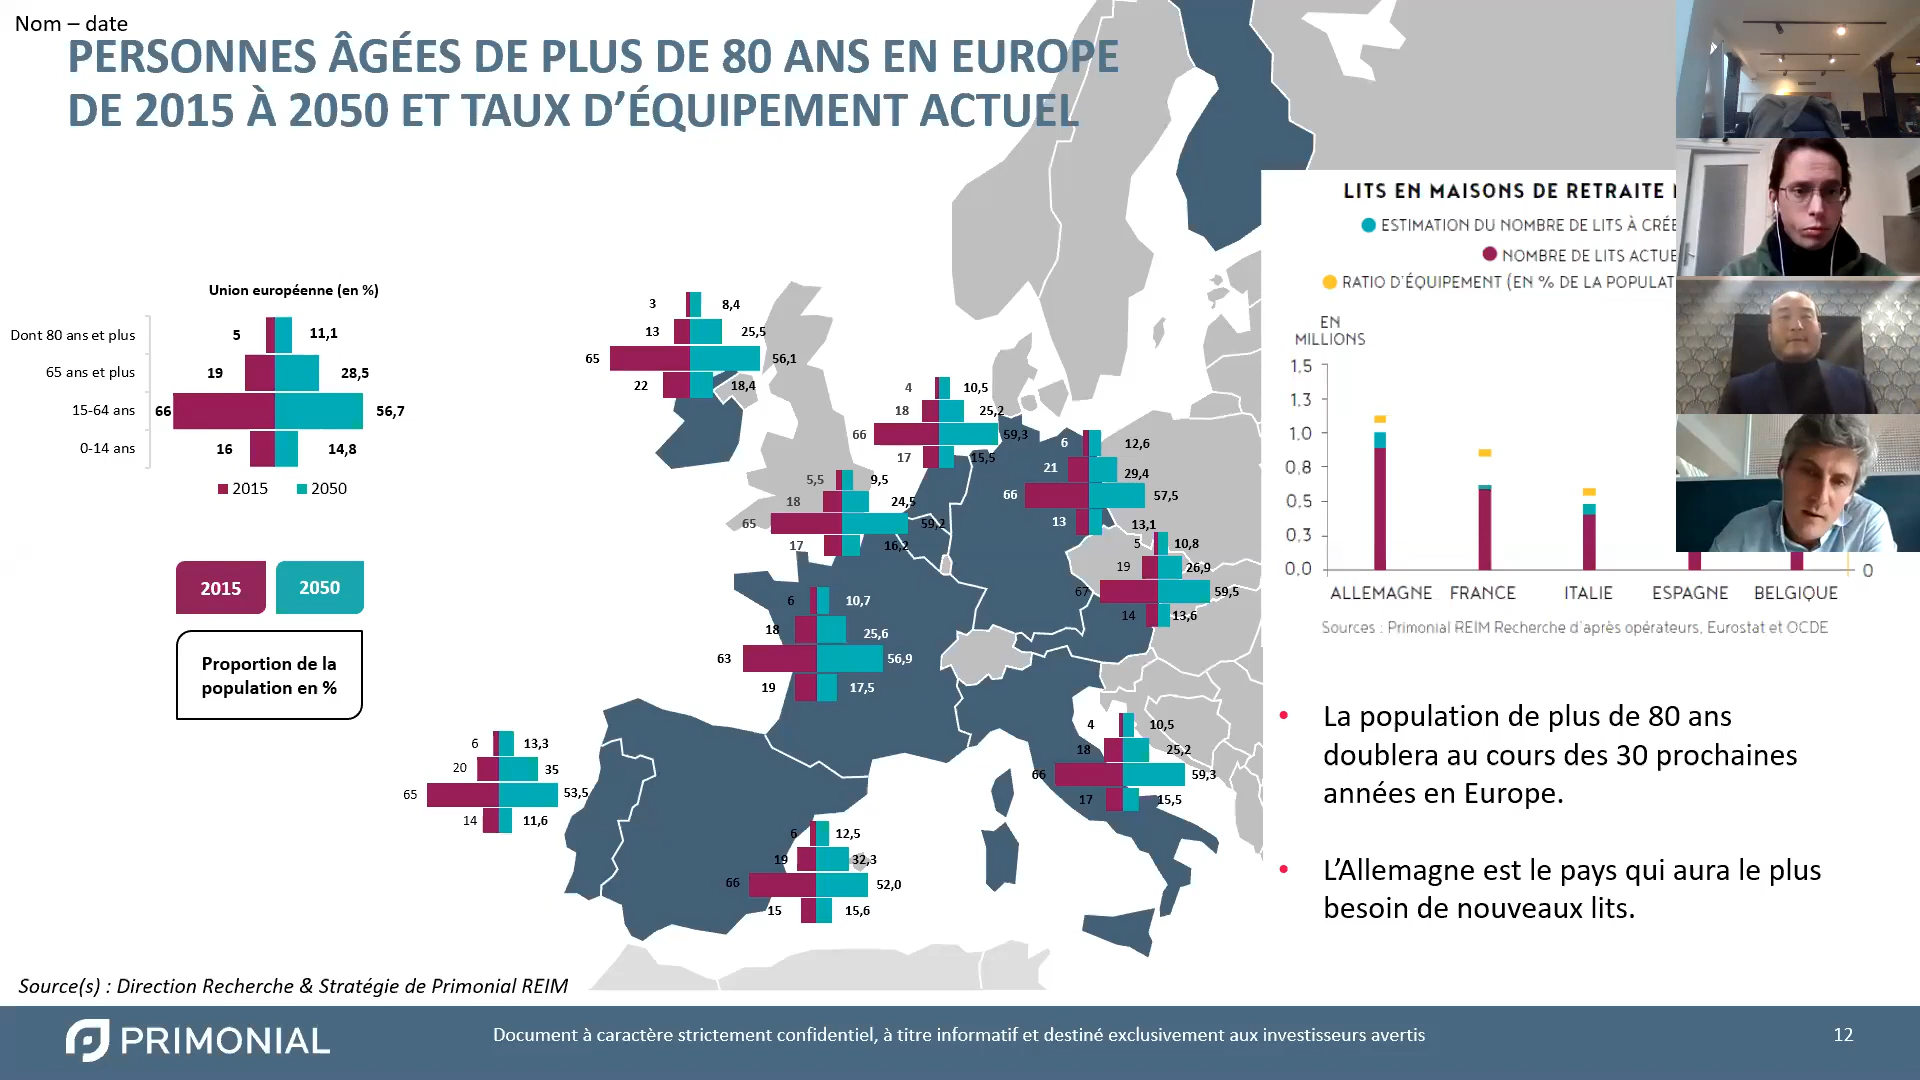 Nom – date
PERSONNES ÂGÉES DE PLUS DE 80 ANS EN EUROPE
DE 2015 À 2050 ET TAUX D’ÉQUIPEMENT ACTUEL
Union européenne (en %)
Dont 80 ans et plus 5 11,1
65 ans et plus 19 28,5
15-64 ans 66 56,7
0-14 ans 16 14,8
2015 2050
2015 2050
Proportion de la
population en %
3 8,4
13 25,5
65 56,1
22 18,4
4 10,5
18 25,2
66 59,3
17 15,5
5,5 9,5
18 24,5
65 59,2
17 16,2
6 12,6
21 29,4
66 57,5
13 13,1
5 10,8
19 26,9
67 59,5
14 13,6
6 10,7
18 25,6
63 56,9
19 17,5
4 10,5
18 25,2
66 59,3
17 15,5
6 13,3
20 35
65 53,5
14 11,6
6 12,5
19 32,3
66 52,0
15 15,6
LITS EN MAISONS DE RETRAITE
ESTIMATION DU NOMBRE DE LITS À
NOMBRE DE LITS
RATIO D’ÉQUIPEMENT (EN % DE LA
EN
MILLIONS
1,5
1,3
1,0
0,8
0,5
0,3
0,0 0
ALLEMAGNE FRANCE ITALIE ESPAGNE BELGIQUE
Sources : Primonial REIM Recherche d’après opérateurs, Eurostat et OCDE
• La population de plus de 80 ans
doublera au cours des 30 prochaines
années en Europe.
• L’Allemagne est le pays qui aura le plus
besoin de nouveaux lits.
Source(s) : Direction Recherche & Stratégie de Primonial REIM
PRIMONIAL
Document à caractère strictement confidentiel, à titre informatif et destiné exclusivement aux investisseurs avertis
12